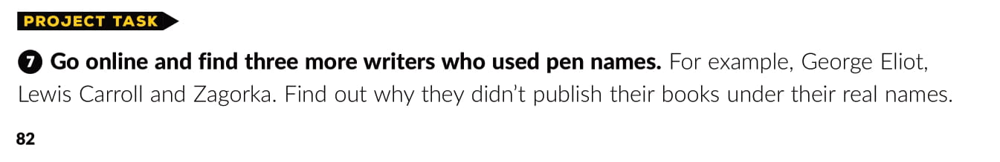 PROJECT TASK
7 Go online and find three more writers who used pen names. For example, George Eliot,
Lewis Carroll and Zagorka. Find out why they didn’t publish their books under their real names.
82